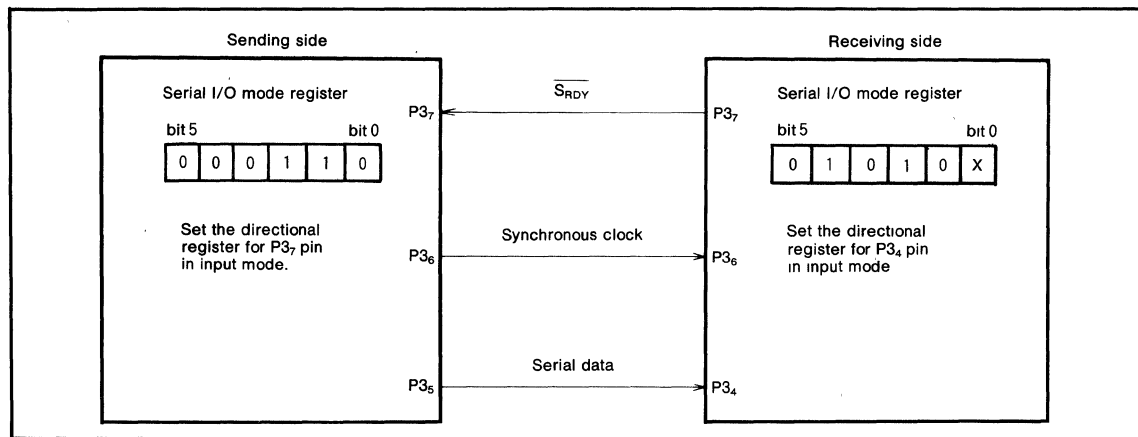 Sending side
Receiving side
Serial I/O mode register
bit 5 bit 0
0 0 0 1 1 0
Set the directional
register for P3₇ pin
in input mode.
P3₇
P3₆
P3₅
S̅R̅D̅Y̅
Synchronous clock
Serial data
P3₇
P3₆
P3₄
Serial I/O mode register
bit 5 bit 0
0 1 0 1 0 X
Set the directional
register for P3₄ pin
in input mode